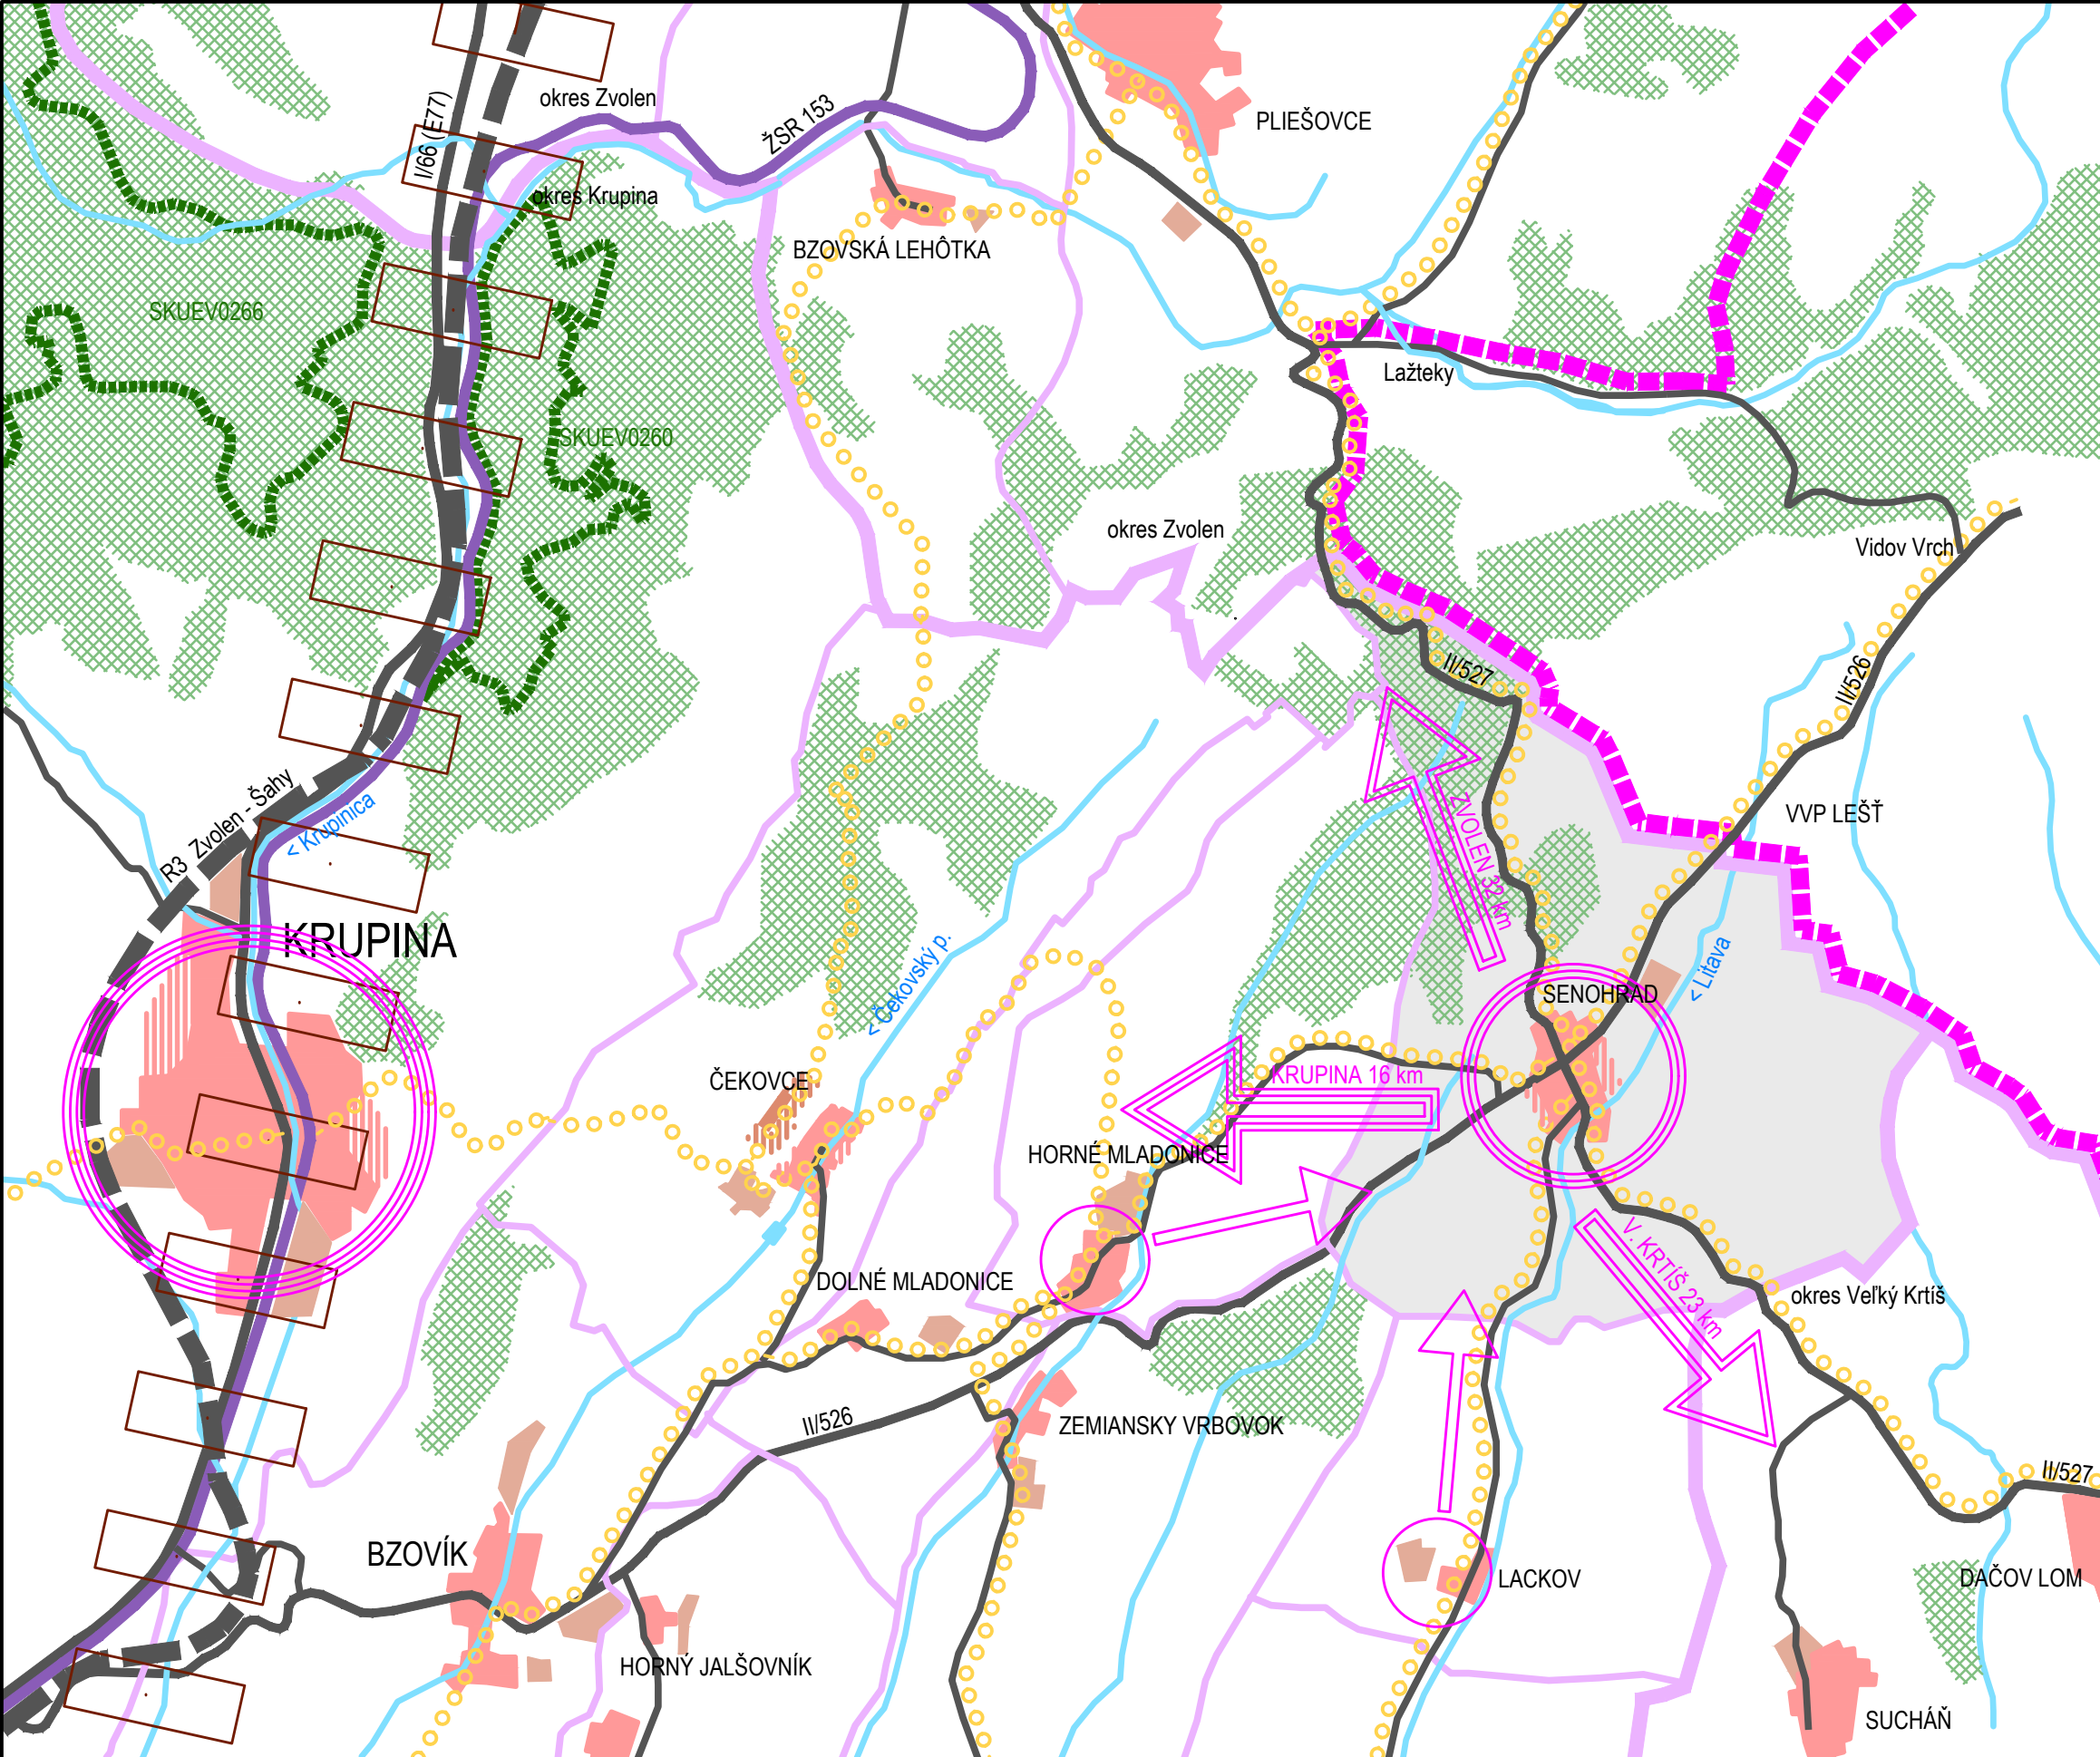 okres Zvolen
I/66 (E77)
ŽSR 153
PLIEŠOVCE
okres Krupina
BZOVSKÁ LEHÔTKA
SKUEV0266
Lažteky
SKUEV0260
okres Zvolen
Vidov Vrch
II/527
II/526
R3 Zvolen - Šahy
< Krupinica
VVP LEŠŤ
ZVOLEN 32 km
KRUPINA
< Čekovský p.
SENOHRAD
< Litava
ČEKOVCE
KRUPINA 16 km
HORNÉ MLADONICE
DOLNÉ MLADONICE
V. KRTÍŠ 23 km
okres Veľký Krtíš
II/526
ZEMIANSKY VRBOVOK
II/527
BZOVÍK
LACKOV
DAČOV LOM
HORNÝ JALŠOVNÍK
SUCHÁŇ